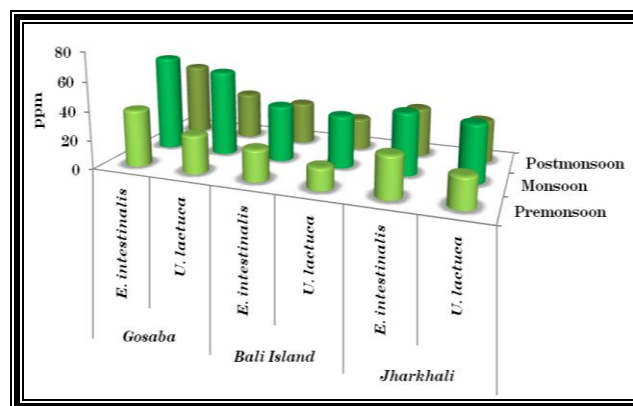 80
60
40
20
0
ppm
Postmonsoon
Monsoon
Premonsoon
E. intestinalis
U. lactuca
E. intestinalis
U. lactuca
E. intestinalis
U. lactuca
Gosaba
Bali Island
Jharkhali